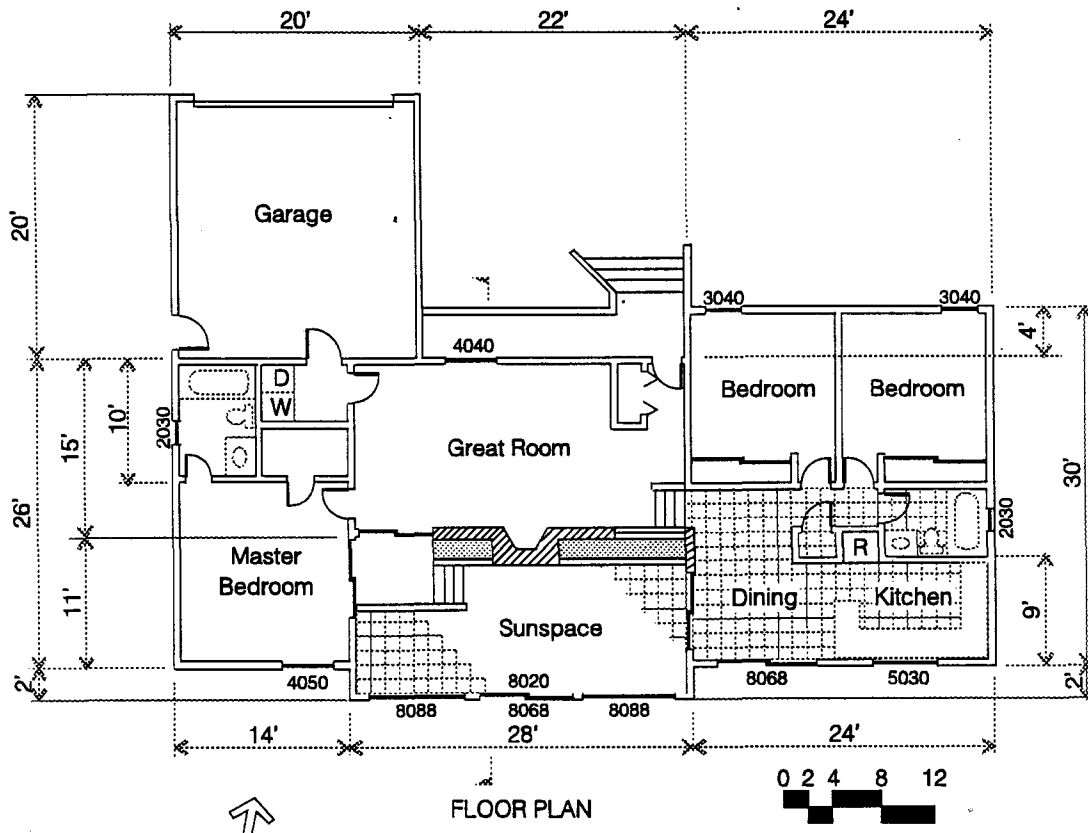 20' 22' 24'
20'
Garage
3040 3040
4'
4040
D
W
Bedroom Bedroom
2030
10'
15'
26'
Great Room
30'
2030
Master
Bedroom
R
11'
Dining Kitchen
9'
Sunspace
2'
4050
8020
8068 5030
2'
8088 8068 8088
14' 28' 24'
0 2 4 8 12
FLOOR PLAN